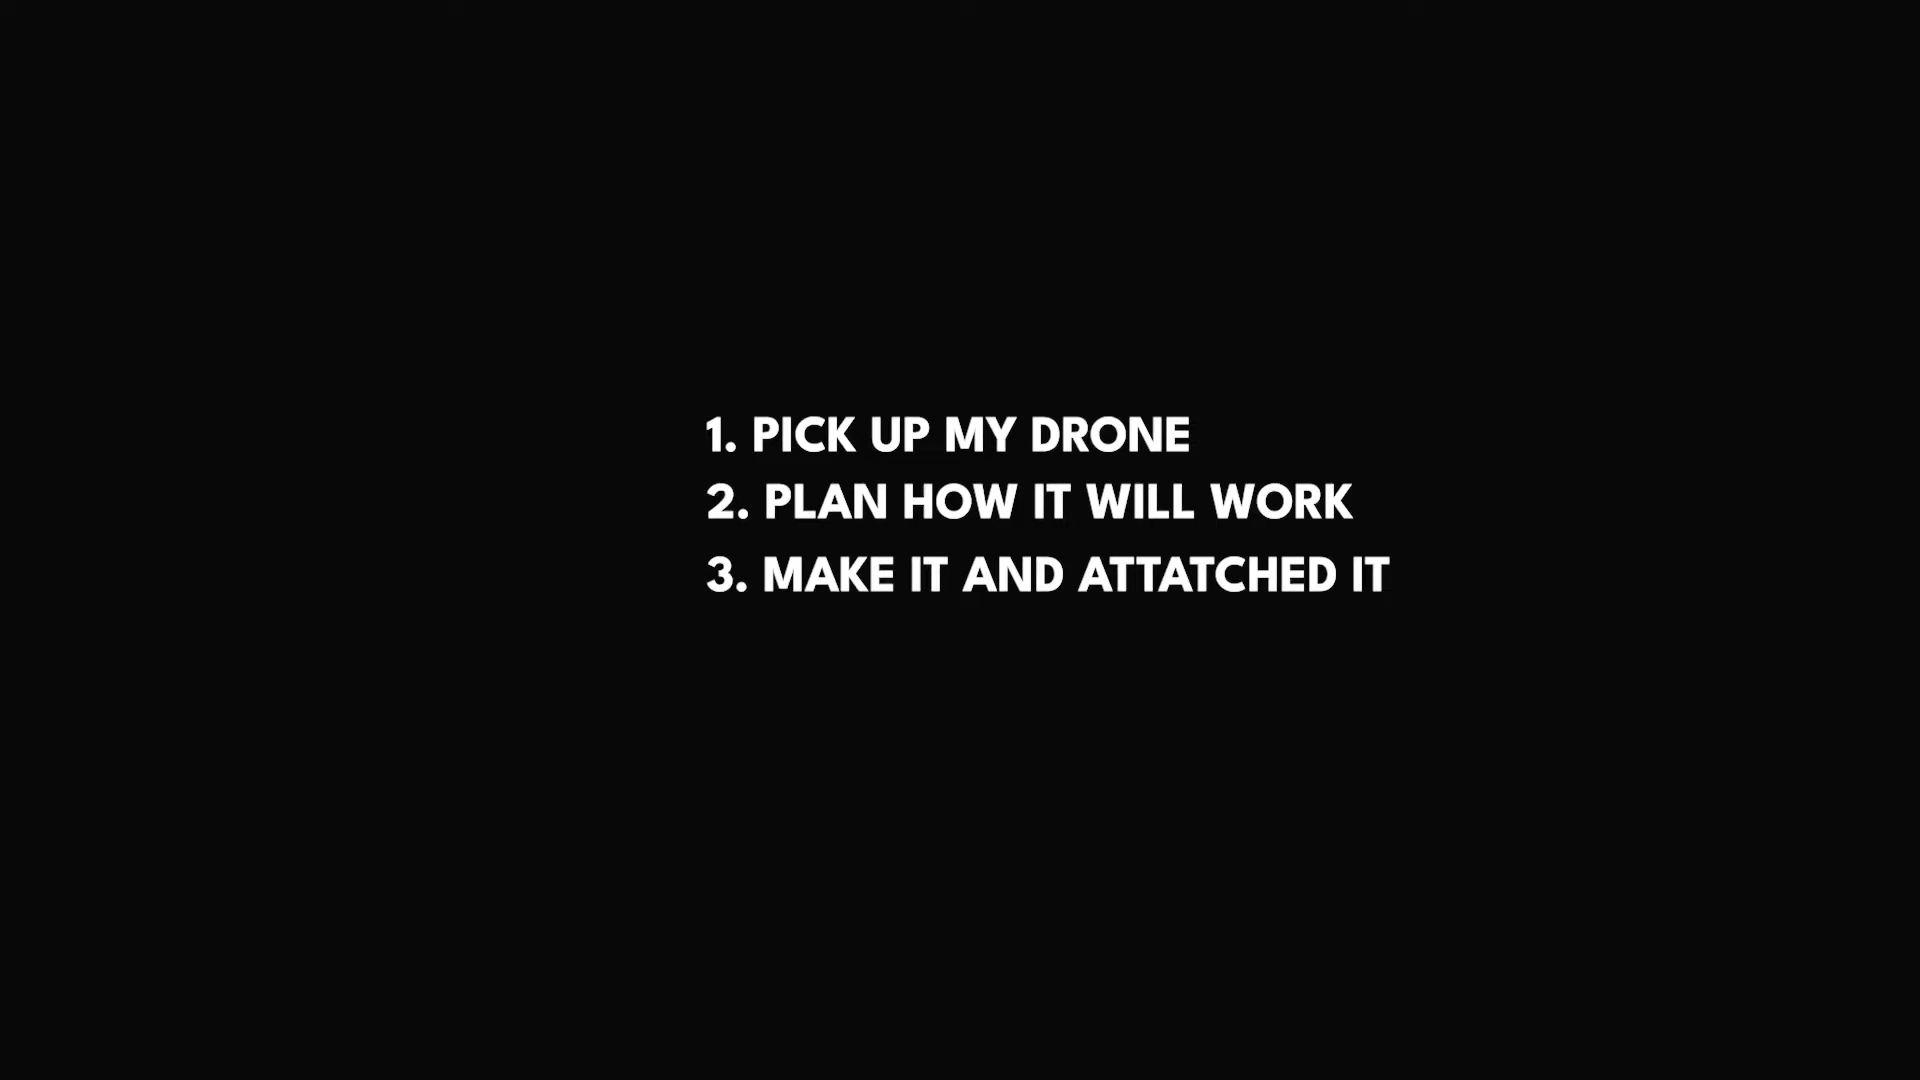 1. PICK UP MY DRONE
2. PLAN HOW IT WILL WORK
3. MAKE IT AND ATTATCHED IT